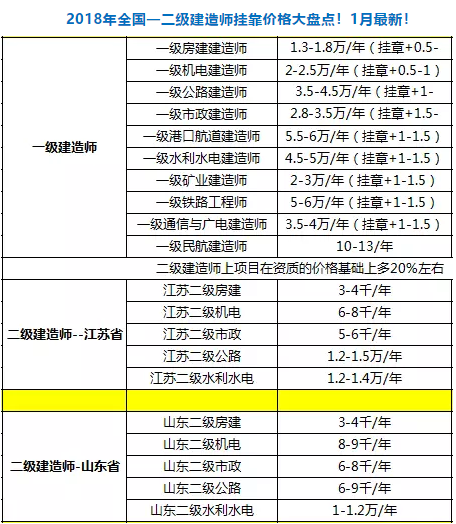 2018年全国一二级建造师挂靠价格大盘点！1月最新！
一级建造师
一级房建建造师 1.3-1.8万/年（挂章+0.5-
一级机电建造师 2-2.5万/年（挂章+0.5-1）
一级公路建造师 3.5-4.5万/年（挂章+1-
一级市政建造师 2.8-3.5万/年（挂章+1.5-
一级港口航道建造师 5.5-6万/年（挂章+1-1.5）
一级水利水电建造师 4.5-5万/年（挂章+1-1.5）
一级矿业建造师 2-3万/年（挂章+1-1.5）
一级铁路工程师 5-6万/年（挂章+1-1.5）
一级通信与广电建造师 3.5-4万/年（挂章+1-1.5）
一级民航建造师 10-13/年
二级建造师上项目在资质的价格基础上多20%左右
二级建造师--江苏省
江苏二级房建 3-4千/年
江苏二级机电 6-8千/年
江苏二级市政 5-6千/年
江苏二级公路 1.2-1.5万/年
江苏二级水利水电 1.2-1.4万/年
二级建造师-山东省
山东二级房建 3-4千/年
山东二级机电 8-9千/年
山东二级市政 6-8千/年
山东二级公路 6-9千/年
山东二级水利水电 1-1.2万/年